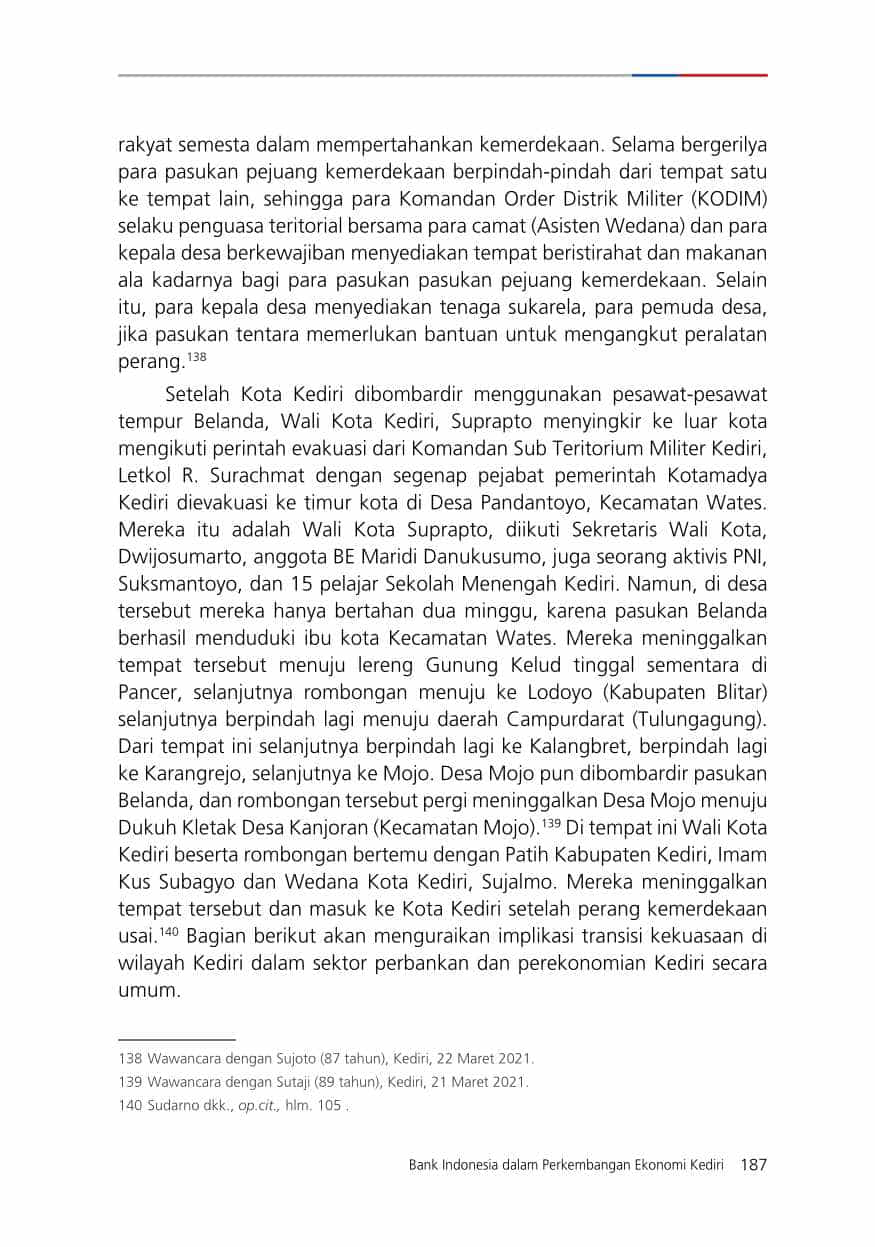 rakyat semesta dalam mempertahankan kemerdekaan. Selama bergerilya
para pasukan pejuang kemerdekaan berpindah-pindah dari tempat satu
ke tempat lain, sehingga para Komandan Order Distrik Militer (KODIM)
selaku penguasa teritorial bersama para camat (Asisten Wedana) dan para
kepala desa berkewajiban menyediakan tempat beristirahat dan makanan
ala kadarnya bagi para pasukan pasukan pejuang kemerdekaan. Selain
itu, para kepala desa menyediakan tenaga sukarela, para pemuda desa,
jika pasukan tentara memerlukan bantuan untuk mengangkut peralatan
perang.138
Setelah Kota Kediri dibombardir menggunakan pesawat-pesawat
tempur Belanda, Wali Kota Kediri, Suprapto menyingkir ke luar kota
mengikuti perintah evakuasi dari Komandan Sub Teritorium Militer Kediri,
Letkol R. Surachmat dengan segenap pejabat pemerintah Kotamadya
Kediri dievakuasi ke timur kota di Desa Pandantoyo, Kecamatan Wates.
Mereka itu adalah Wali Kota Suprapto, diikuti Sekretaris Wali Kota,
Dwijosumarto, anggota BE Maridi Danukusumo, juga seorang aktivis PNI,
Suksmantoyo, dan 15 pelajar Sekolah Menengah Kediri. Namun, di desa
tersebut mereka hanya bertahan dua minggu, karena pasukan Belanda
berhasil menduduki ibu kota Kecamatan Wates. Mereka meninggalkan
tempat tersebut menuju lereng Gunung Kelud tinggal sementara di
Pancer, selanjutnya rombongan menuju ke Lodoyo (Kabupaten Blitar)
selanjutnya berpindah lagi menuju daerah Campurdarat (Tulungagung).
Dari tempat ini selanjutnya berpindah lagi ke Kalangbret, berpindah lagi
ke Karangrejo, selanjutnya ke Mojo. Desa Mojo pun dibombardir pasukan
Belanda, dan rombongan tersebut pergi meninggalkan Desa Mojo menuju
Dukuh Kletak Desa Kanjoran (Kecamatan Mojo).139 Di tempat ini Wali Kota
Kediri beserta rombongan bertemu dengan Patih Kabupaten Kediri, Imam
Kus Subagyo dan Wedana Kota Kediri, Sujalmo. Mereka meninggalkan
tempat tersebut dan masuk ke Kota Kediri setelah perang kemerdekaan
usai.140 Bagian berikut akan menguraikan implikasi transisi kekuasaan di
wilayah Kediri dalam sektor perbankan dan perekonomian Kediri secara
umum.
138 Wawancara dengan Sujoto (87 tahun), Kediri, 22 Maret 2021.
139 Wawancara dengan Sutaji (89 tahun), Kediri, 21 Maret 2021.
140 Sudarno dkk., op.cit., hlm. 105 .
Bank Indonesia dalam Perkembangan Ekonomi Kediri 187